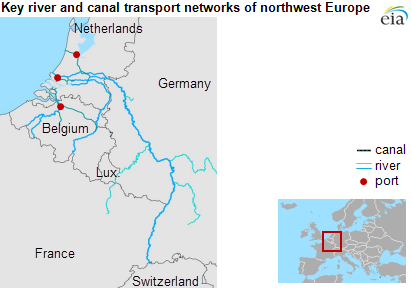 Key river and canal transport networks of northwest Europe
eia
Netherlands
Germany
Belgium
canal
river
Lux.
port
France
Switzerland